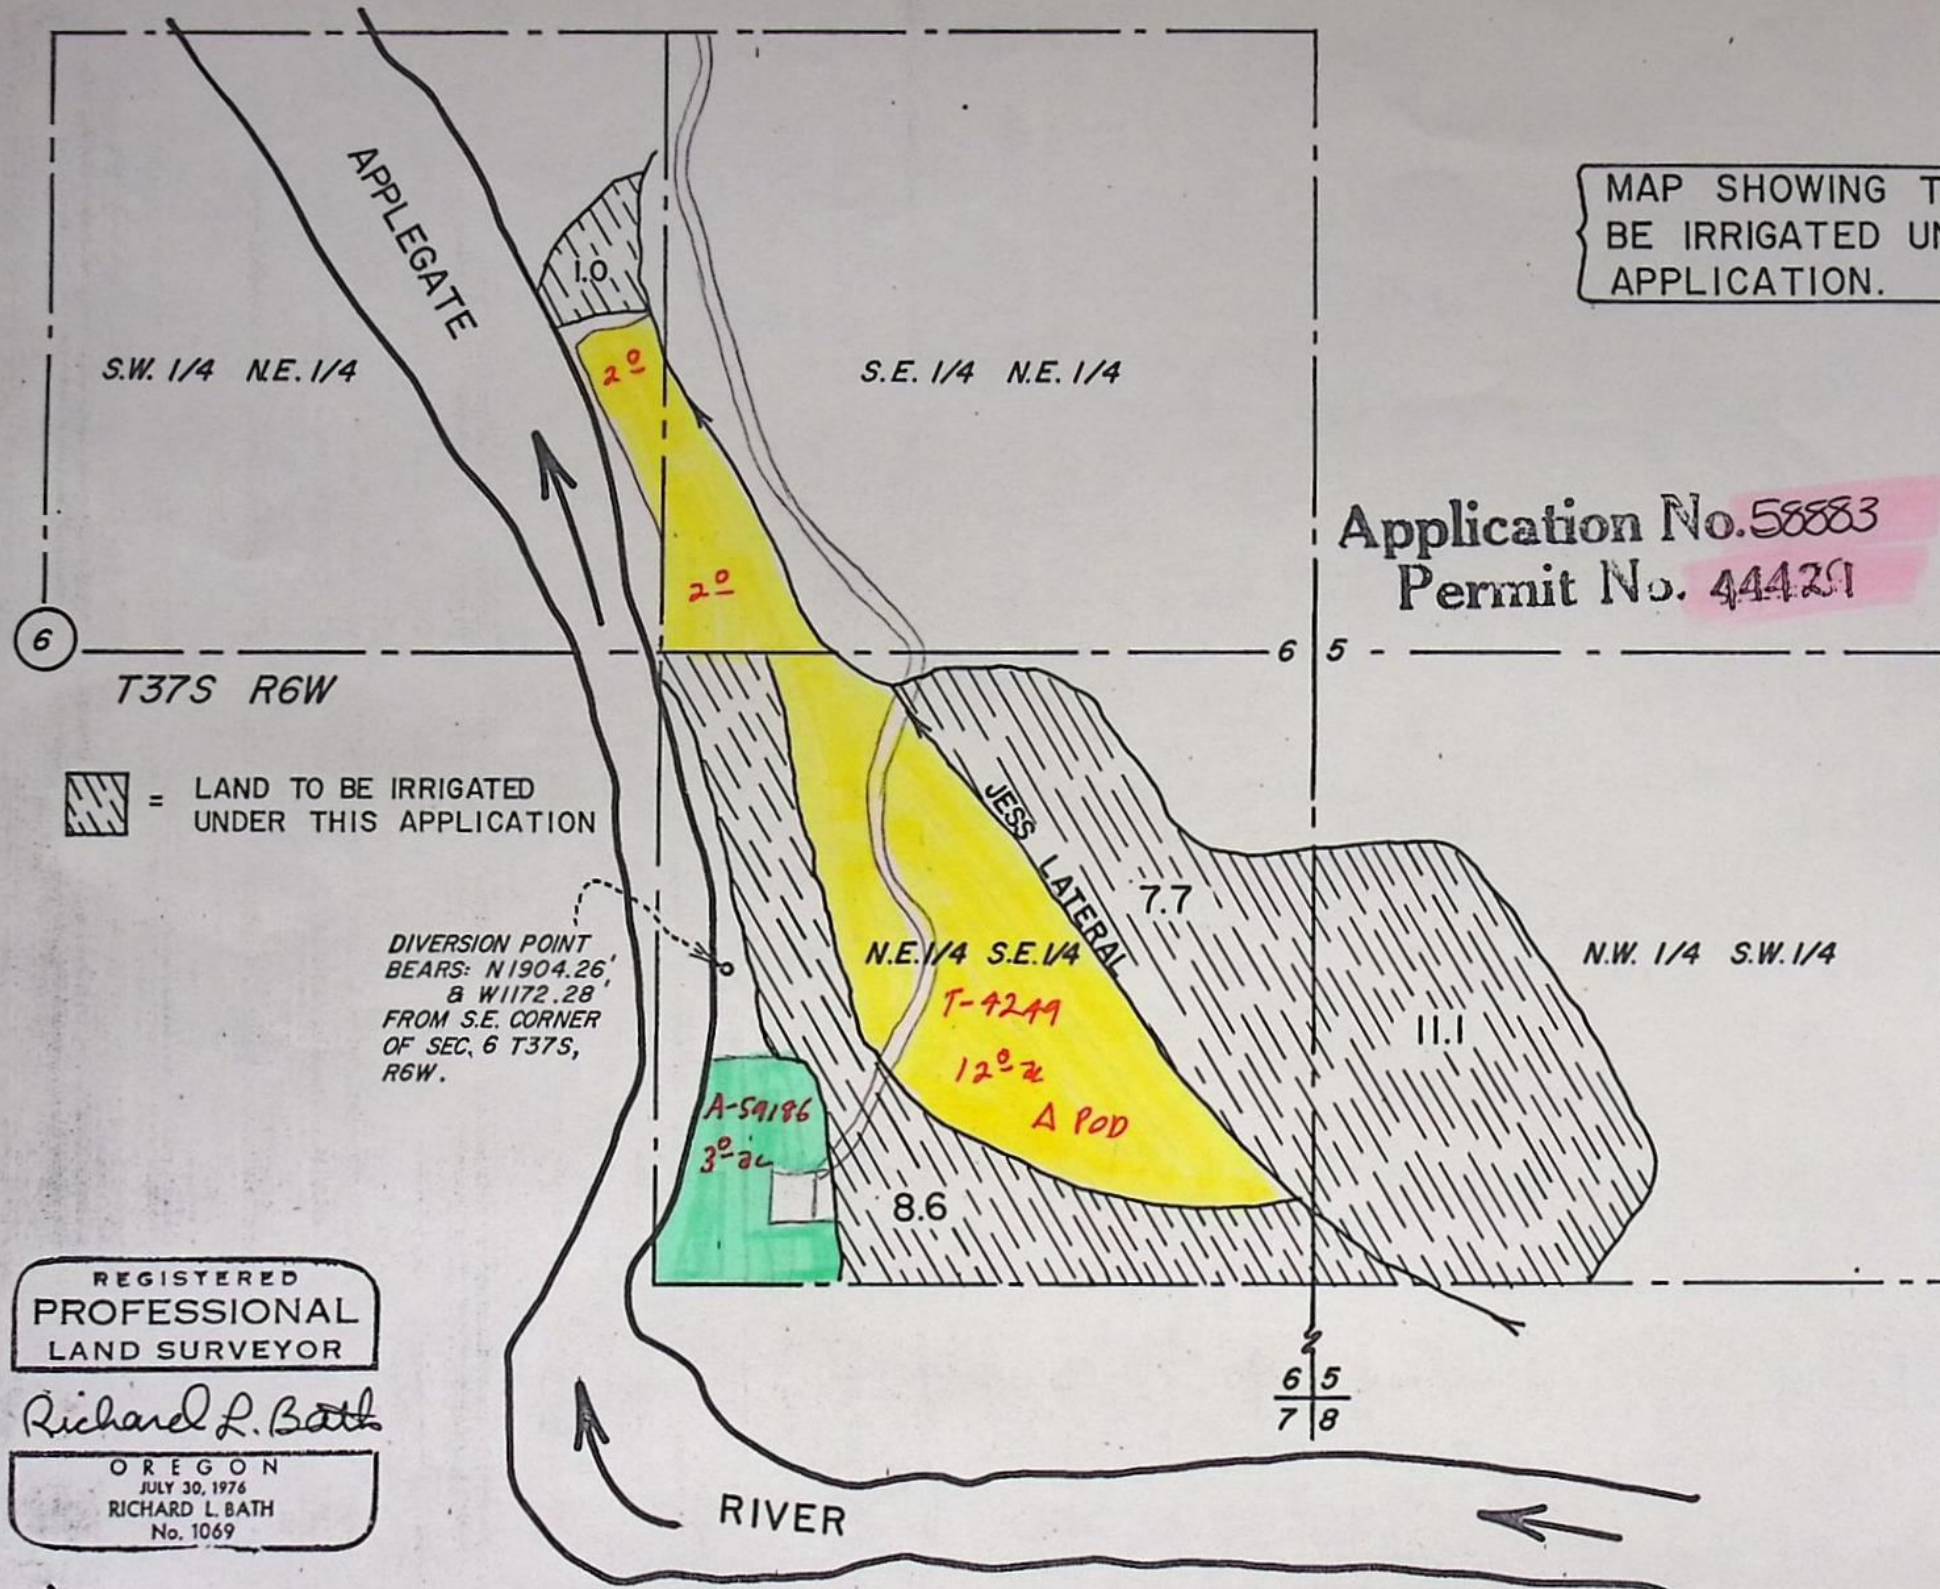 APPLEGATE
1.0
MAP SHOWING T
BE IRRIGATED UN
APPLICATION.
S.W. 1/4 N.E. 1/4
2º
S.E. 1/4 N.E. 1/4
Application No. 58883
Permit No.
2º
6
6 5
T37S R6W
= LAND TO BE IRRIGATED
UNDER THIS APPLICATION
JESS LATERAL
7.7
DIVERSION POINT
BEARS: N1904.26'
& W1172.28'
FROM S.E. CORNER
OF SEC. 6 T37S,
R6W.
N.E.1/4 S.E.1/4
N.W. 1/4 S.W.1/4
T-4249
12º ac
Δ POD
11.1
A-59186
3º ac
8.6
REGISTERED
PROFESSIONAL
LAND SURVEYOR
Richard L. Bath
OREGON
JULY 30, 1976
RICHARD L. BATH
No. 1069
6 5
7 8
RIVER